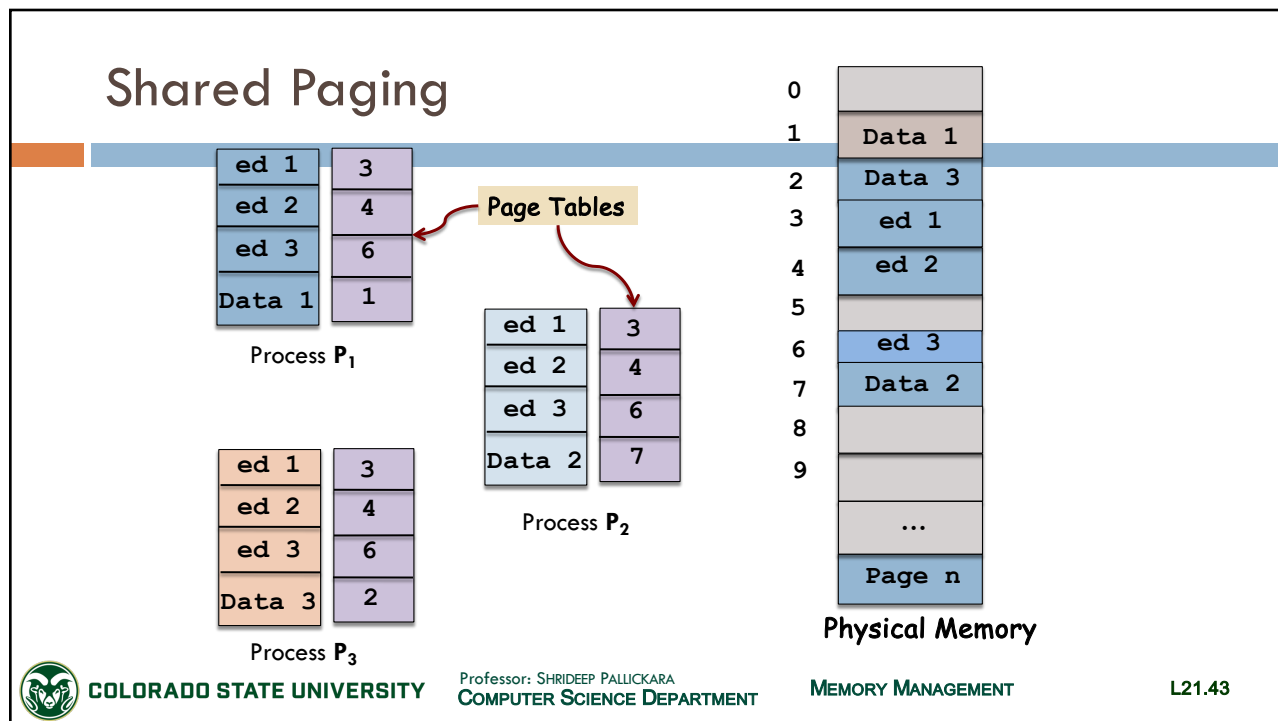 Shared Paging
ed 1
ed 2
ed 3
Data 1
3
4
6
1
Process P1
Page Tables
ed 1
ed 2
ed 3
Data 2
3
4
6
7
Process P2
ed 1
ed 2
ed 3
Data 3
3
4
6
2
Process P3
0
1 Data 1
2 Data 3
3 ed 1
4 ed 2
5
6 ed 3
7 Data 2
8
9
...
Page n
Physical Memory
COLORADO STATE UNIVERSITY
Professor: SHRIDEEP PALLICKARA
COMPUTER SCIENCE DEPARTMENT
MEMORY MANAGEMENT
L21.43